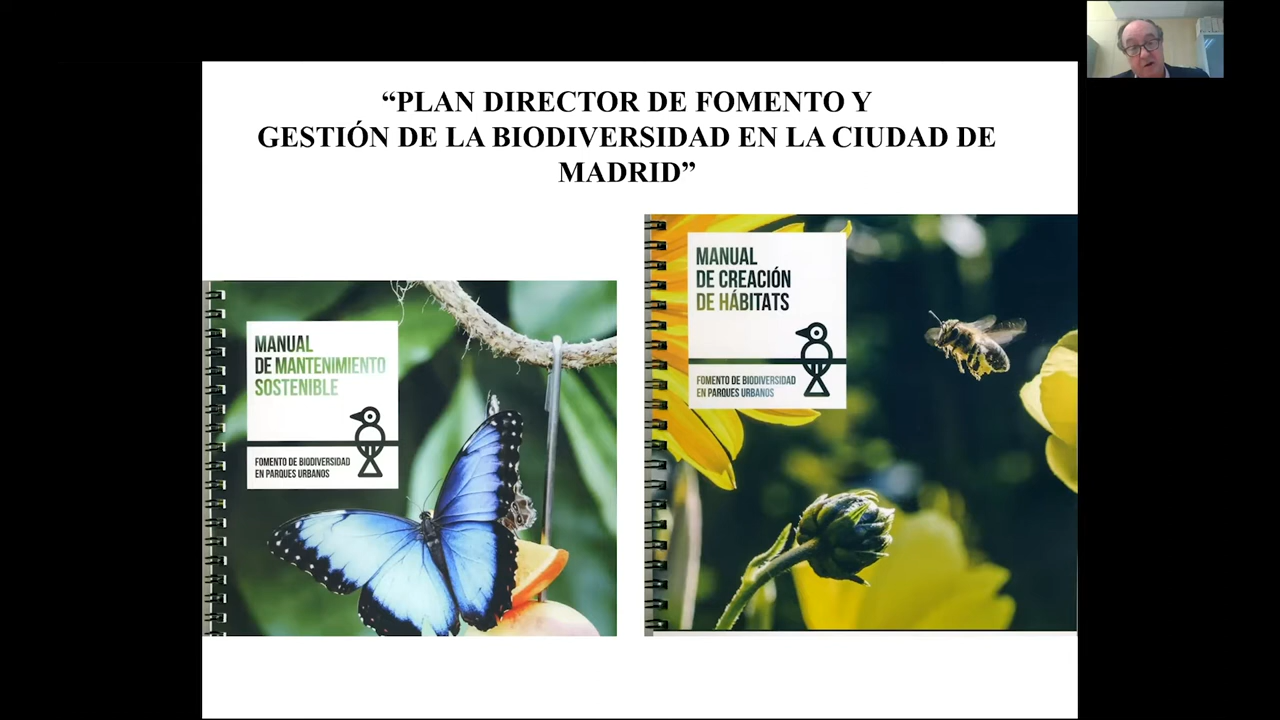 “PLAN DIRECTOR DE FOMENTO Y
GESTIÓN DE LA BIODIVERSIDAD EN LA CIUDAD DE
MADRID”
MANUAL
DE MANTENIMIENTO
SOSTENIBLE
FOMENTO DE BIODIVERSIDAD
EN PARQUES URBANOS
MANUAL
DE CREACIÓN
DE HÁBITATS
FOMENTO DE BIODIVERSIDAD
EN PARQUES URBANOS